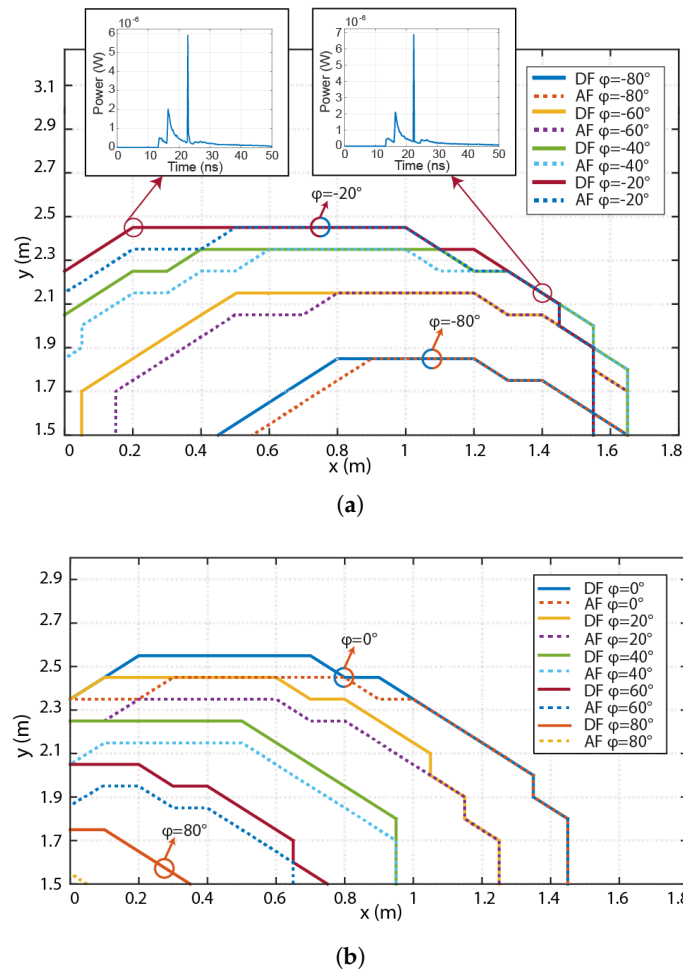 10⁻⁶
6
5
4
3
2
1
0
Power (W)
0 10 20 30 40 50
Time (ns)
10⁻⁶
7
6
5
4
3
2
1
0
Power (W)
0 10 20 30 40 50
Time (ns)
DF φ=-80°
AF φ=-80°
DF φ=-60°
AF φ=-60°
DF φ=-40°
AF φ=-40°
DF φ=-20°
AF φ=-20°
3.1
2.9
2.7
2.5
2.3
2.1
1.9
1.7
1.5
y (m)
φ=-20°
φ=-80°
0. 0.2 0.4 0.6 0.8 1 1.2 1.4 1.6 1.8
x (m)
(a)
2.9
2.7
2.5
2.3
2.1
1.9
1.7
1.5
y (m)
φ=0°
φ=80°
DF φ=0°
AF φ=0°
DF φ=20°
AF φ=20°
DF φ=40°
AF φ=40°
DF φ=60°
AF φ=60°
DF φ=80°
AF φ=80°
0. 0.2 0.4 0.6 0.8 1 1.2 1.4 1.6 1.8
x (m)
(b)